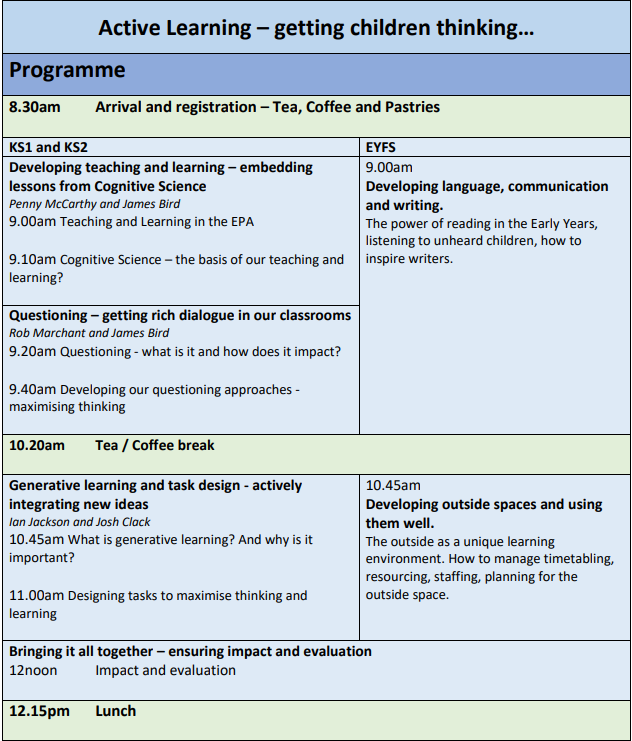 Active Learning – getting children thinking…
Programme
8.30am Arrival and registration – Tea, Coffee and Pastries
KS1 and KS2
Developing teaching and learning – embedding
lessons from Cognitive Science
Penny McCarthy and James Bird
9.00am Teaching and Learning in the EPA
9.10am Cognitive Science – the basis of our teaching and
learning?
Questioning – getting rich dialogue in our classrooms
Rob Marchant and James Bird
9.20am Questioning - what is it and how does it impact?
9.40am Developing our questioning approaches -
maximising thinking
EYFS
9.00am
Developing language, communication
and writing.
The power of reading in the Early Years,
listening to unheard children, how to
inspire writers.
10.20am Tea / Coffee break
Generative learning and task design - actively
integrating new ideas
Ian Jackson and Josh Clack
10.45am What is generative learning? And why is it
important?
11.00am Designing tasks to maximise thinking and
learning
10.45am
Developing outside spaces and using
them well.
The outside as a unique learning
environment. How to manage timetabling,
resourcing, staffing, planning for the
outside space.
Bringing it all together – ensuring impact and evaluation
12noon Impact and evaluation
12.15pm Lunch